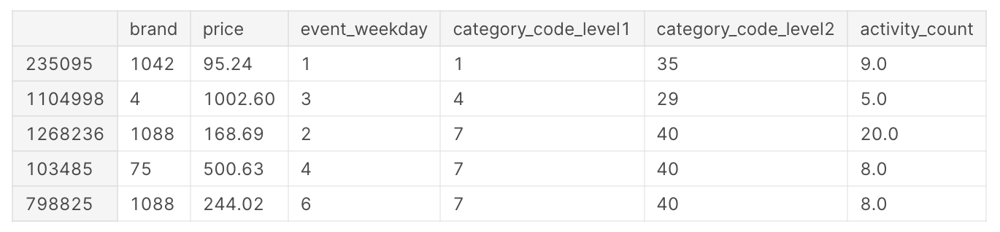 brand price event_weekday category_code_level1 category_code_level2 activity_count
235095 1042 95.24 1 1 35 9.0
1104998 4 1002.60 3 4 29 5.0
1268236 1088 168.69 2 7 40 20.0
103485 75 500.63 4 7 40 8.0
798825 1088 244.02 6 7 40 8.0